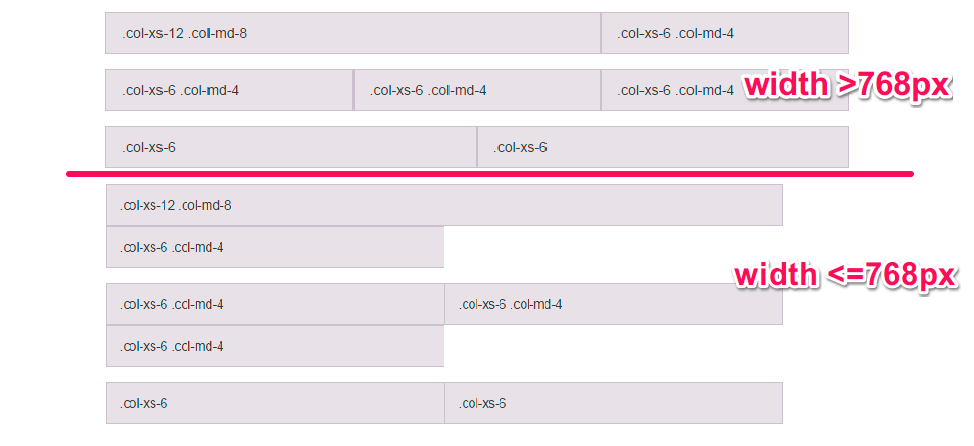 .col-xs-12 .col-md-8 .col-xs-6 .col-md-4
.col-xs-6 .col-md-4 .col-xs-6 .col-md-4 .col-xs-6 .col-md-4 width >768px
.col-xs-6 .col-xs-6
.col-xs-12 .col-md-8
.col-xs-6 .col-md-4
width <=768px
.col-xs-6 .col-md-4 .col-xs-6 .col-md-4
.col-xs-6 .col-md-4
.col-xs-6 .col-xs-6